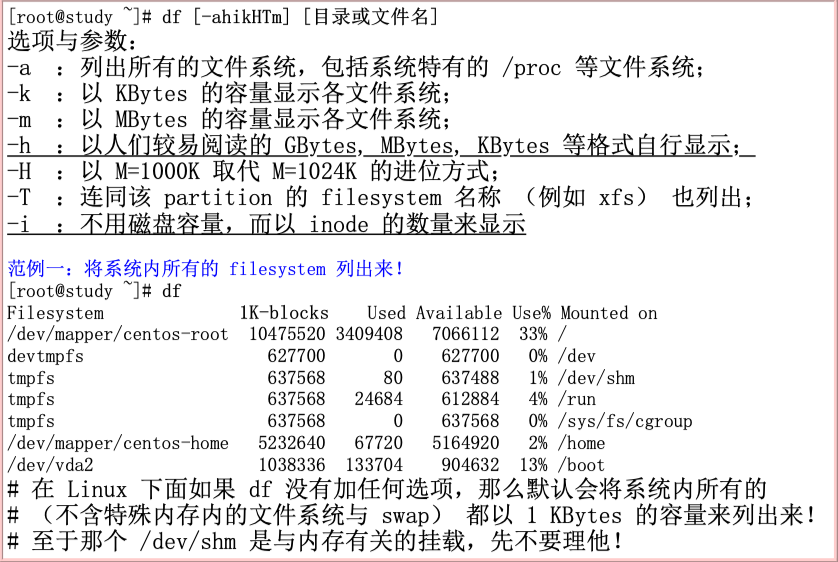 [root@study ~]# df [-ahikHTm] [目录或文件名]
选项与参数：
-a  ：列出所有的文件系统，包括系统特有的 /proc 等文件系统；
-k  ：以 KBytes 的容量显示各文件系统；
-m  ：以 MBytes 的容量显示各文件系统；
-h  ：以人们较易阅读的 GBytes, MBytes, KBytes 等格式自行显示；
-H  ：以 M=1000K 取代 M=1024K 的进位方式；
-T  ：连同该 partition 的 filesystem 名称 （例如 xfs） 也列出；
-i  ：不用磁盘容量，而以 inode 的数量来显示
范例一：将系统内所有的 filesystem 列出来！
[root@study ~]# df
Filesystem              1K-blocks    Used Available Use% Mounted on
/dev/mapper/centos-root  10475520 3409408   7066112  33% /
devtmpfs                   627700       0    627700   0% /dev
tmpfs                      637568      80    637488   1% /dev/shm
tmpfs                      637568   24684    612884   4% /run
tmpfs                      637568       0    637568   0% /sys/fs/cgroup
/dev/mapper/centos-home   5232640   67720   5164920   2% /home
/dev/vda2                 1038336  133704    904632  13% /boot
# 在 Linux 下面如果 df 没有加任何选项，那么默认会将系统内所有的
# （不含特殊内存内的文件系统与 swap） 都以 1 KBytes 的容量来列出来！
# 至于那个 /dev/shm 是与内存有关的挂载，先不要理他！